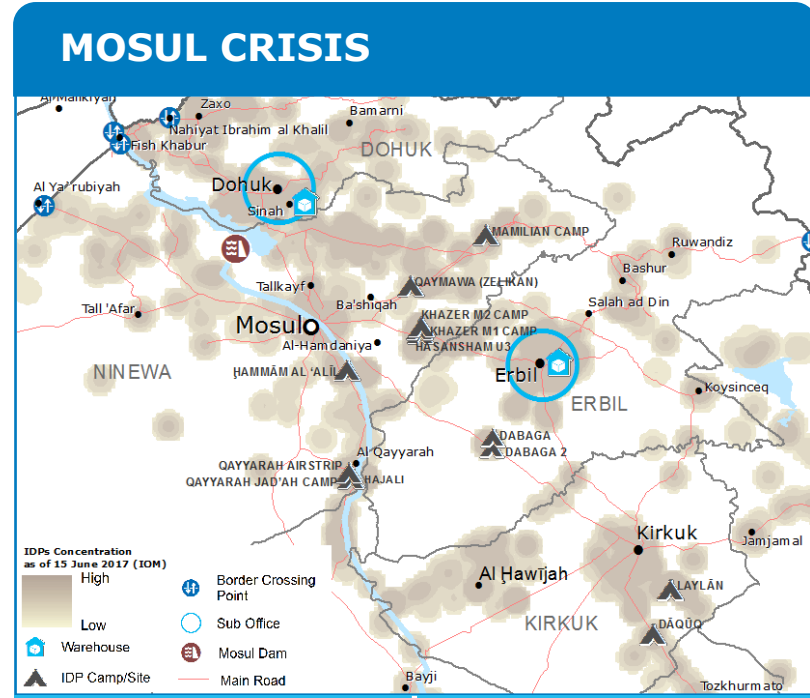 MOSUL CRISIS
Al-Malikiyah
Zaxo
Bamarni
Nahiyat Ibrahim al Khalil
Fish Khabur
DOHUK
Al Ya'rubiyah
Dohuk
Sinah
MAMILIAN CAMP
Ruwandiz
Bashur
QAYMAWA (ZELIKAN)
Tallkayf
Ba'shiqah
Salah ad Din
Tall 'Afar
KHAZER M2 CAMP
Mosul
KHAZER M1 CAMP
Al-Hamdaniya
HASANSHAM U3
NINEWA
ḨAMMĀM AL 'ALĪL
Erbil
Koysinceq
ERBIL
DABAGA
DABAGA 2
Al Qayyarah
QAYYARAH AIRSTRIP
QAYYARAH JAD'AH CAMP
HAJALI
Kirkuk
Jamjamal
Al Ḩawījah
LAYLĀN
KIRKUK
DĀQŪQ
Bayji
Tozkhurmato
IDPs Concentration
as of 15 June 2017 (IOM)
High
Low
Warehouse
IDP Camp/Site
Border Crossing
Point
Sub Office
Mosul Dam
Main Road